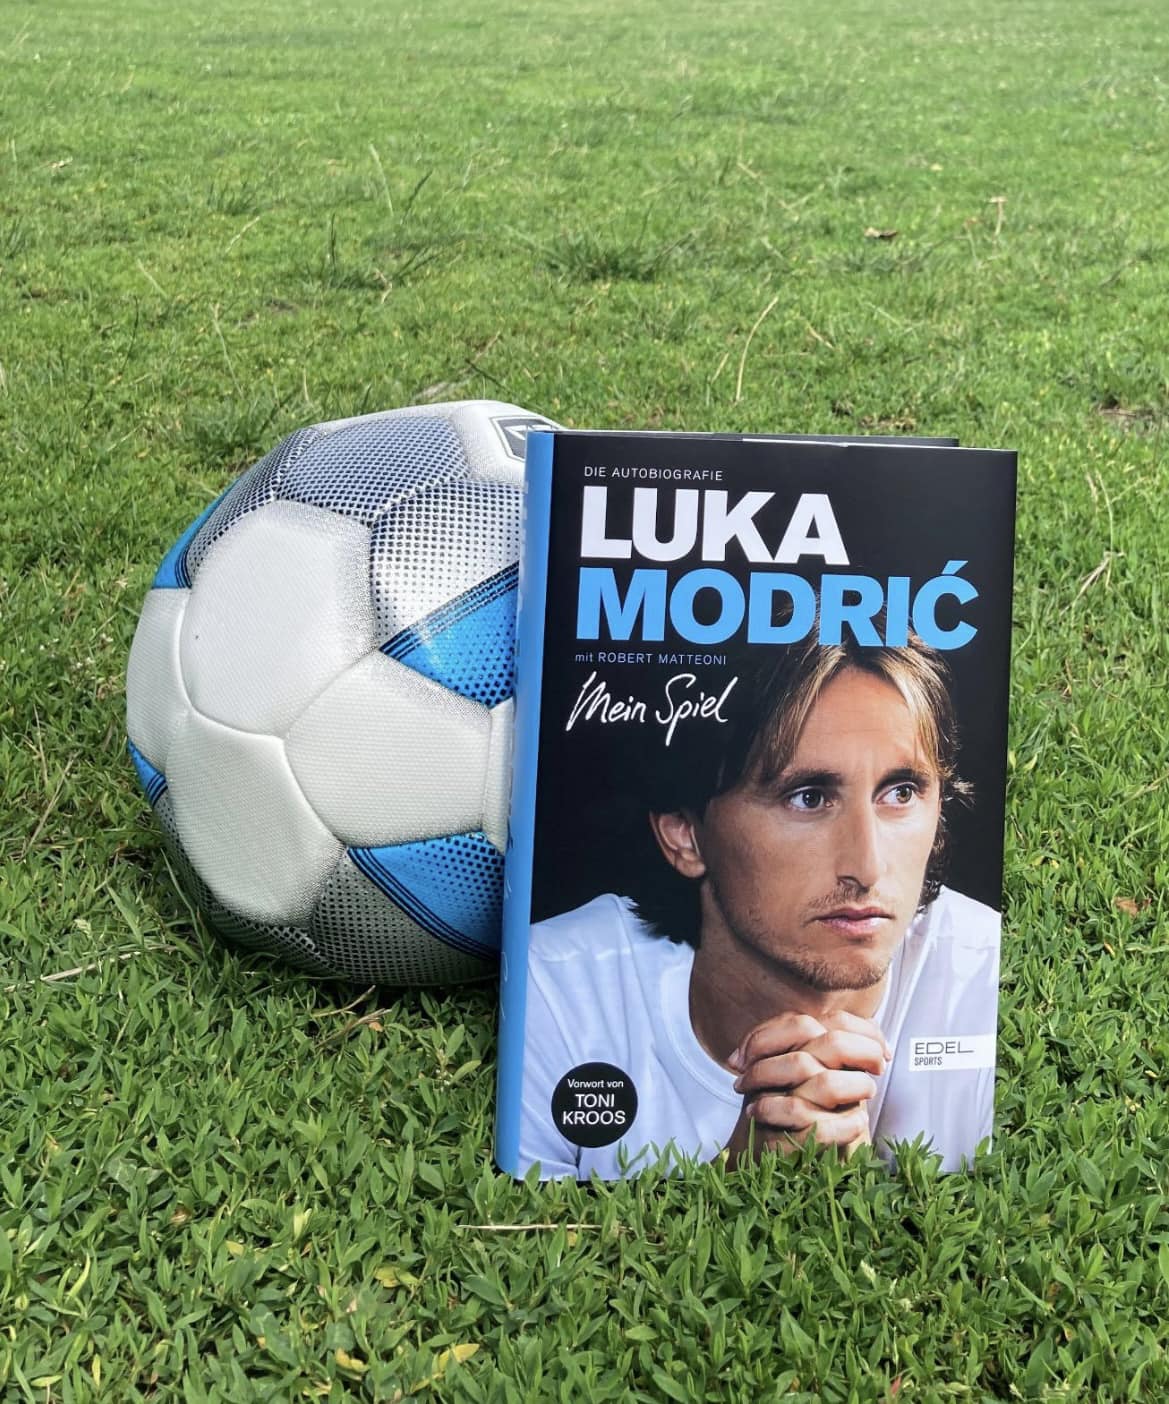 DIE AUTOBIOGRAFIE
LUKA
MODRIĆ
mit ROBERT MATTEONI
Mein Spiel
EDEL
SPORTS
Vorwort von
TONI
KROOS